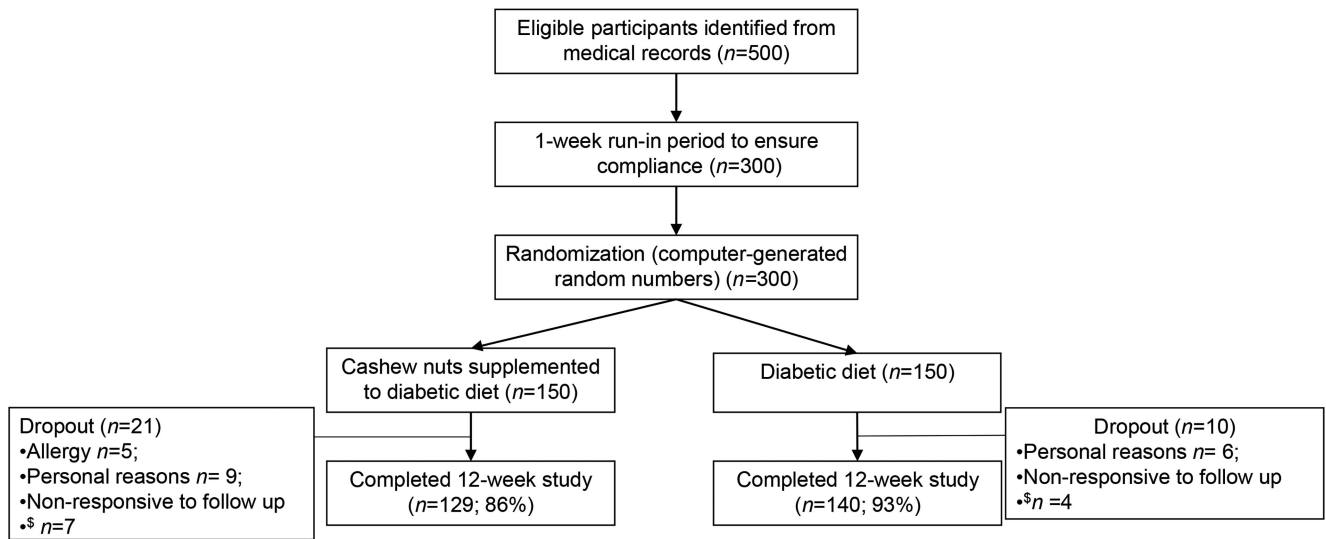 Eligible participants identified from
medical records (n=500)
1-week run-in period to ensure
compliance (n=300)
Randomization (computer-generated
random numbers) (n=300)
Cashew nuts supplemented
to diabetic diet (n=150)
Diabetic diet (n=150)
Dropout (n=21)
•Allergy n=5;
•Personal reasons n= 9;
•Non-responsive to follow up
•$ n=7
Dropout (n=10)
•Personal reasons n= 6;
•Non-responsive to follow up
•$n =4
Completed 12-week study
(n=129; 86%)
Completed 12-week study
(n=140; 93%)